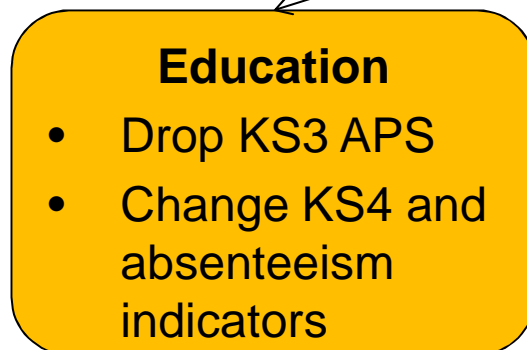 Education
• Drop KS3 APS
• Change KS4 and
absenteeism
indicators